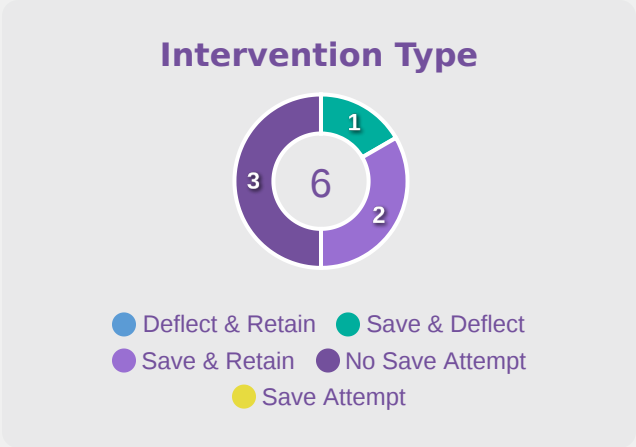 Intervention Type
1
3
6
2
Deflect & Retain Save & Deflect
Save & Retain No Save Attempt
Save Attempt